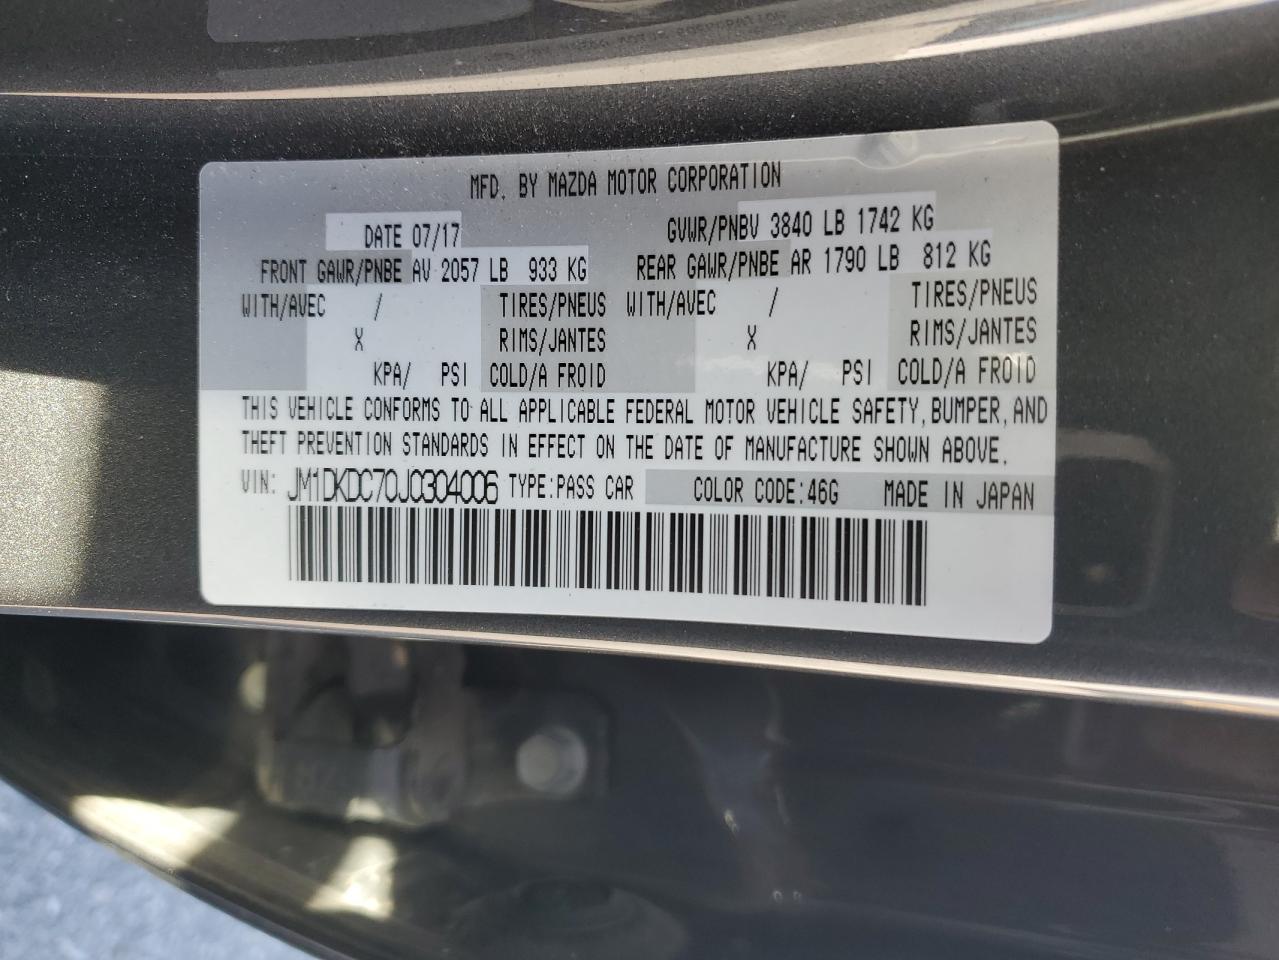 MFD. BY MAZDA MOTOR CORPORATION
DATE 07/17 GVWR/PNBV 3840 LB 1742 KG
FRONT GAWR/PNBE AV 2057 LB 933 KG REAR GAWR/PNBE AR 1790 LB 812 KG
WITH/AVEC / TIRES/PNEUS WITH/AVEC / TIRES/PNEUS
X RIMS/JANTES X RIMS/JANTES
KPA/ PSI COLD/A FROID KPA/ PSI COLD/A FROID
THIS VEHICLE CONFORMS TO ALL APPLICABLE FEDERAL MOTOR VEHICLE SAFETY, BUMPER, AND
THEFT PREVENTION STANDARDS IN EFFECT ON THE DATE OF MANUFACTURE SHOWN ABOVE.
VIN: JM1DKDC70J0304006 TYPE:PASS CAR COLOR CODE:46G MADE IN JAPAN